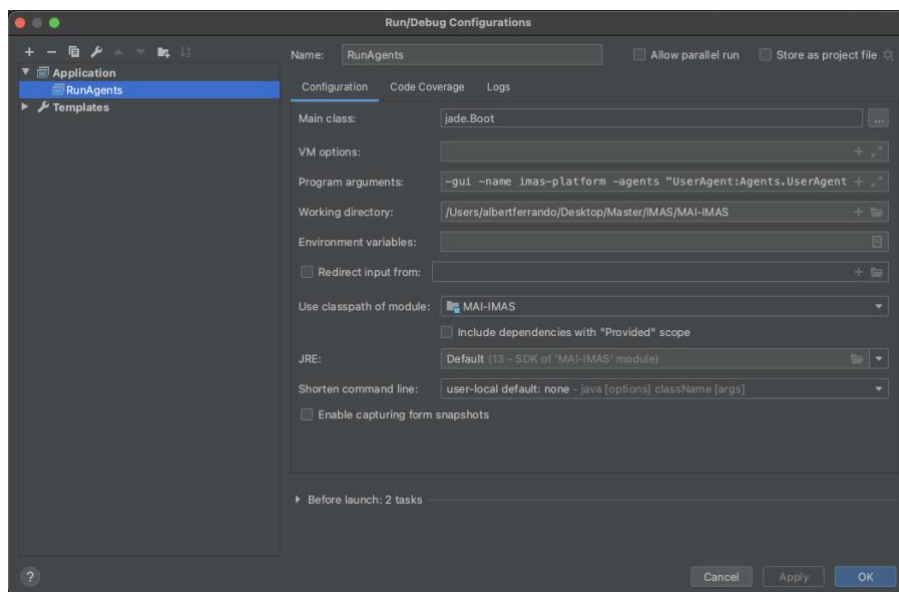 Run/Debug Configurations
Application
RunAgents
Templates
Name: RunAgents Allow parallel run Store as project file
Configuration Code Coverage Logs
Main class: jade.Boot ...
VM options:
Program arguments: -gui -name imas-platform -agents "UserAgent:Agents.UserAgent
Working directory: /Users/albertferrando/Desktop/Master/IMAS/MAI-IMAS
Environment variables:
Redirect input from:
Use classpath of module: MAI-IMAS
Include dependencies with "Provided" scope
JRE: Default (13 - SDK of 'MAI-IMAS' module)
Shorten command line: user-local default: none - java [options] className [args]
Enable capturing form snapshots
Before launch: 2 tasks
? Cancel Apply OK